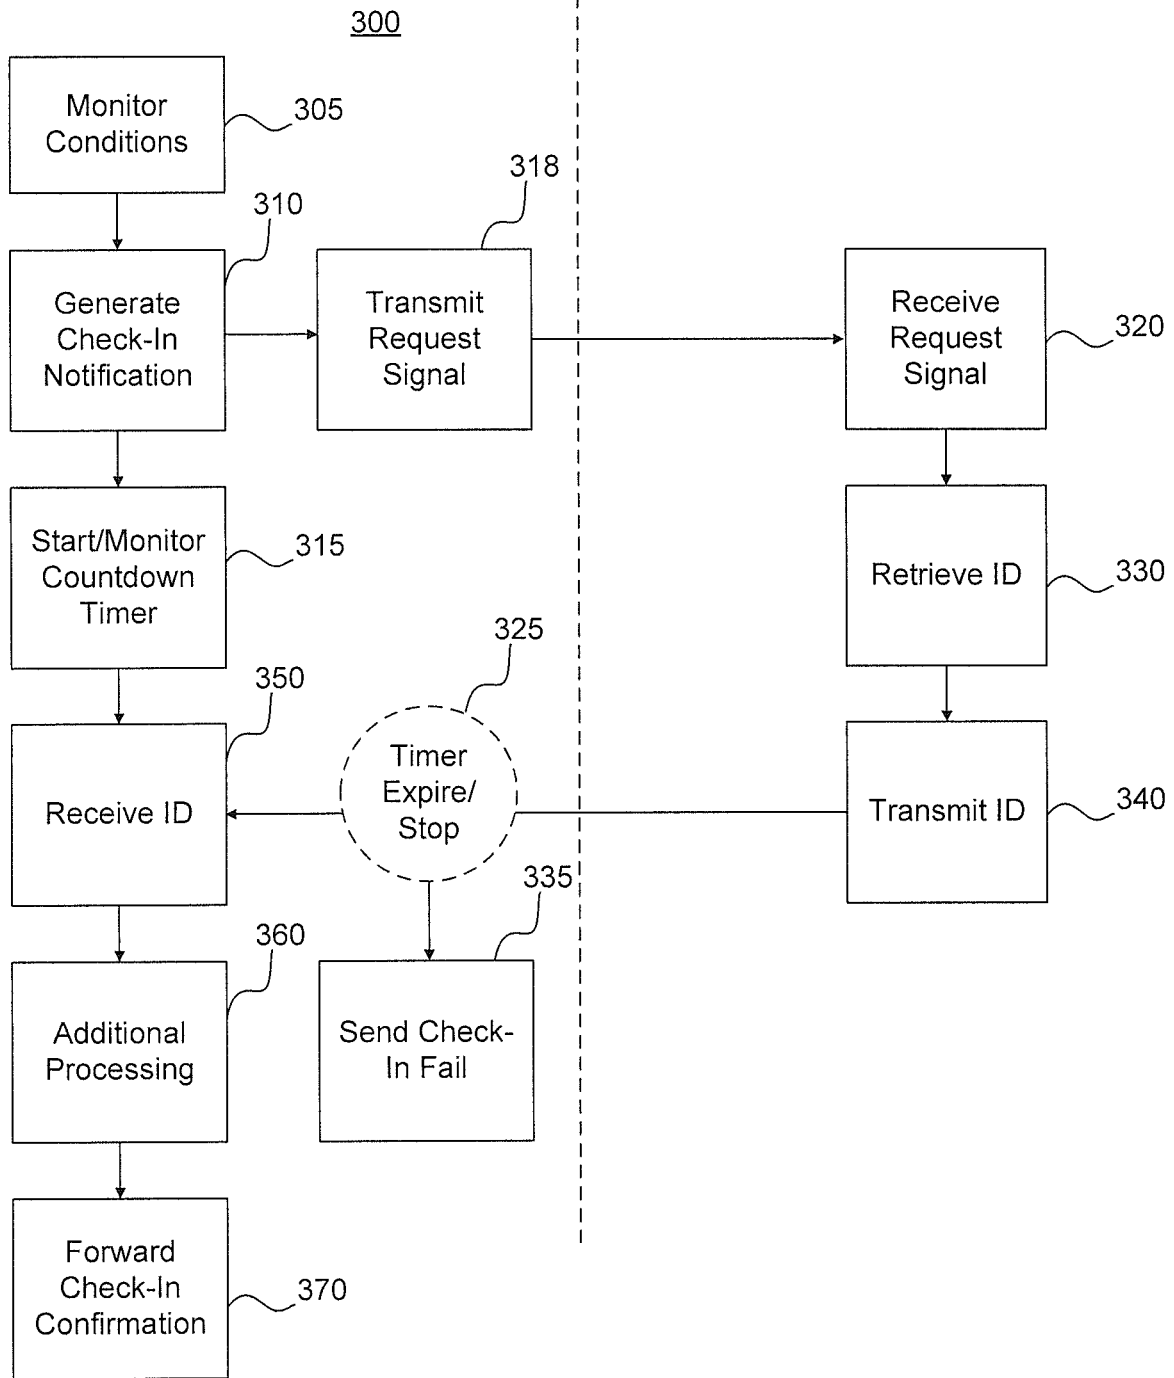 300
Monitor
Conditions
305
310
318
Generate
Check-In
Notification
Transmit
Request
Signal
Receive
Request
Signal
320
Start/Monitor
Countdown
Timer
315
Retrieve ID
330
325
350
Receive ID
Timer
Expire/
Stop
Transmit ID
340
335
360
Additional
Processing
Send Check-
In Fail
Forward
Check-In
Confirmation
370